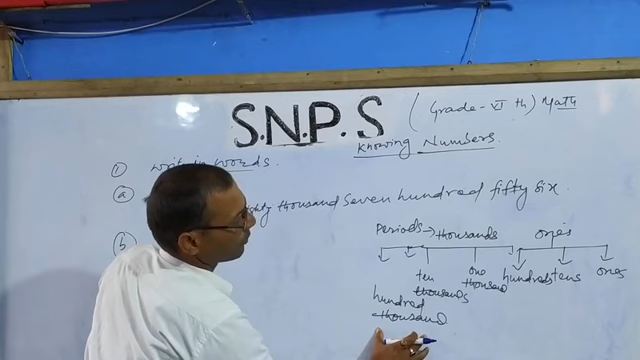 S.N.P.S (Grade-VI th) Math
Knowing Numbers
① Write in Words.
ⓐ thousand Seven hundred fifty Six.
ⓑ
Periods → thousands ones
ten thousands one thousand hundreds tens ones
hundred thousand